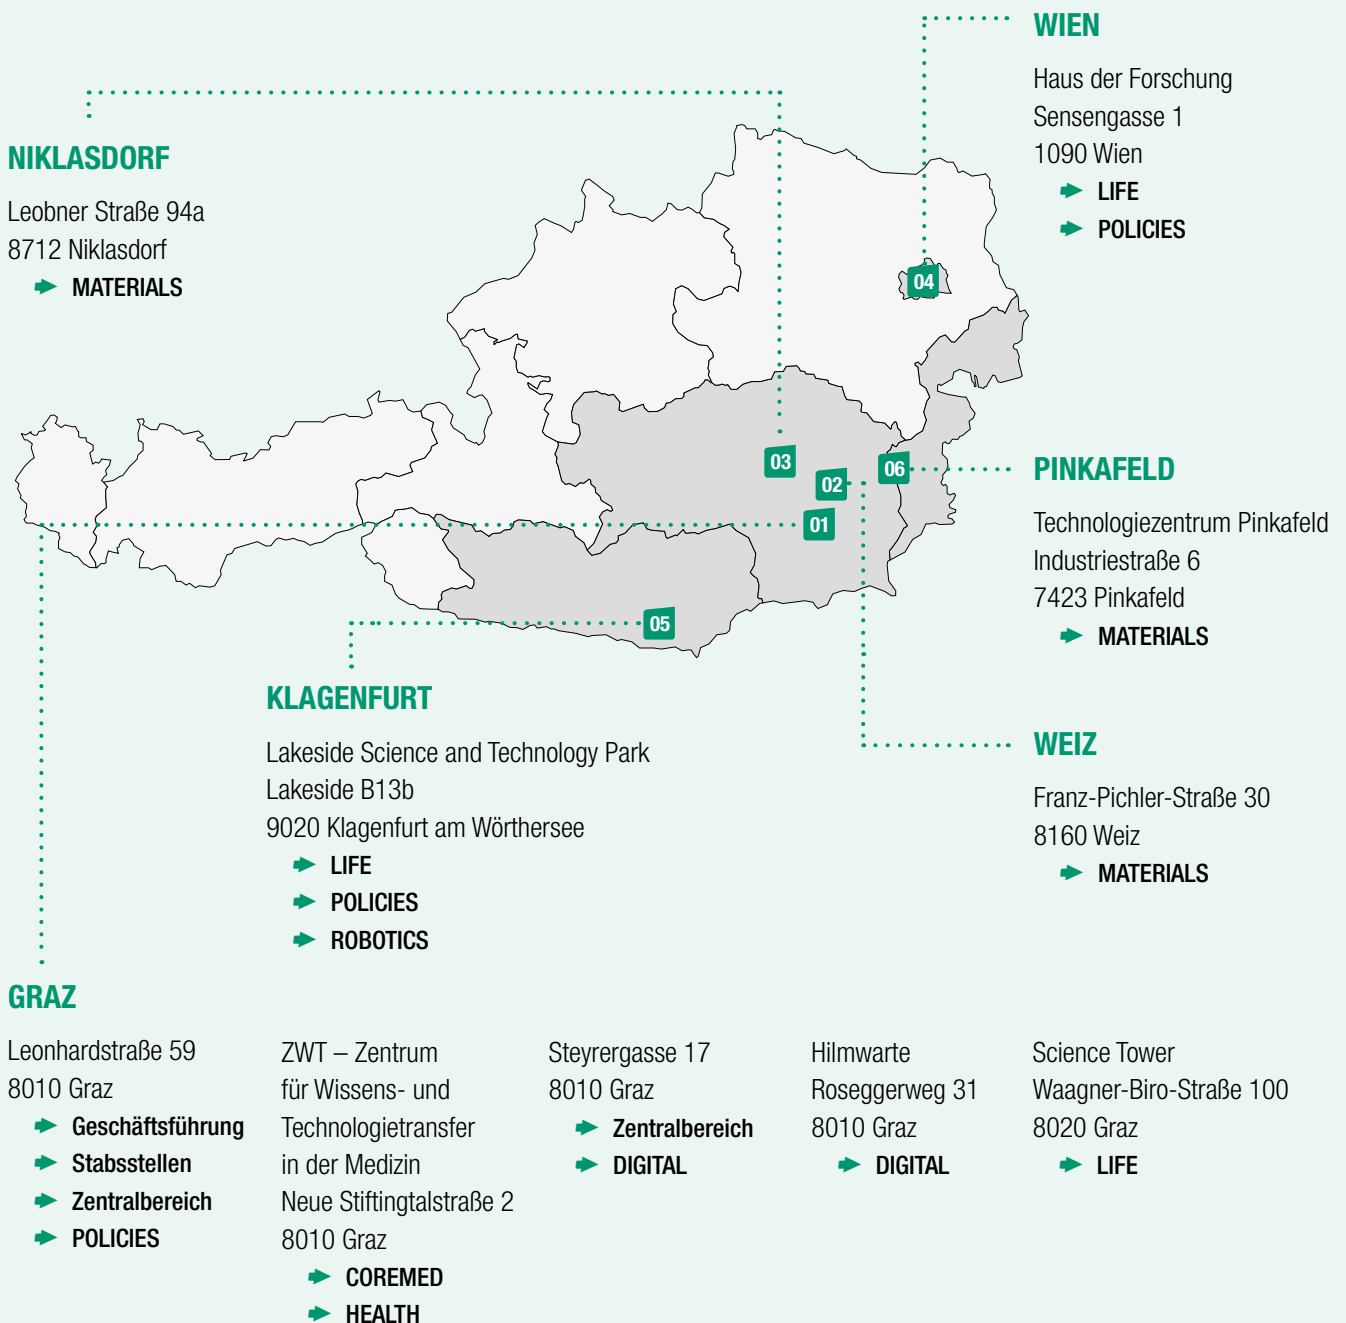 WIEN
Haus der Forschung
Sensengasse 1
1090 Wien
LIFE
POLICIES
NIKLASDORF
Leobner Straße 94a
8712 Niklasdorf
MATERIALS
04
03
02
06
01
05
PINKAFELD
Technologiezentrum Pinkafeld
Industriestraße 6
7423 Pinkafeld
MATERIALS
KLAGENFURT
Lakeside Science and Technology Park
Lakeside B13b
9020 Klagenfurt am Wörthersee
LIFE
POLICIES
ROBOTICS
WEIZ
Franz-Pichler-Straße 30
8160 Weiz
MATERIALS
GRAZ
Leonhardstraße 59
8010 Graz
Geschäftsführung
Stabsstellen
Zentralbereich
POLICIES
ZWT – Zentrum
für Wissens- und
Technologietransfer
in der Medizin
Neue Stiftingtalstraße 2
8010 Graz
COREMED
HEALTH
Steyrergasse 17
8010 Graz
Zentralbereich
DIGITAL
Hilmwarte
Roseggerweg 31
8010 Graz
DIGITAL
Science Tower
Waagner-Biro-Straße 100
8020 Graz
LIFE